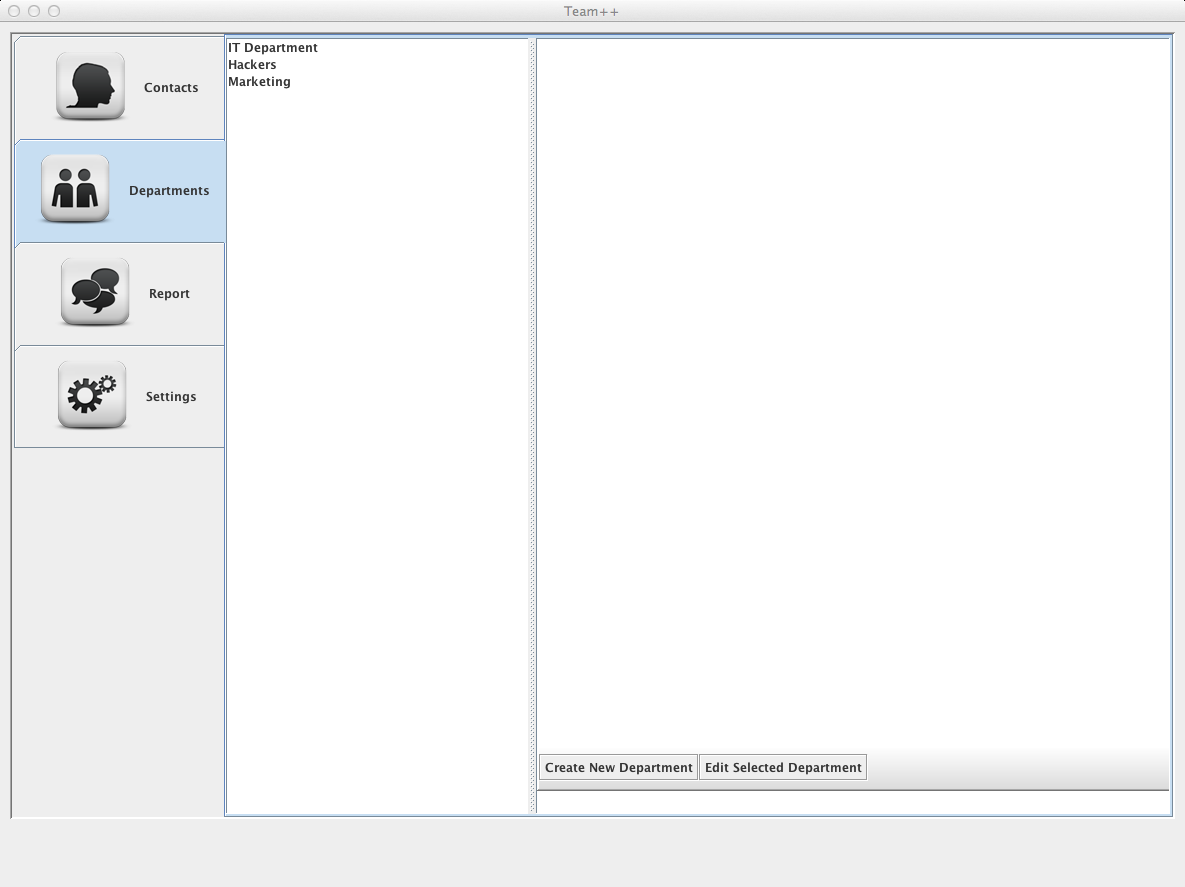 Team++
Contacts
Departments
Report
Settings
IT Department
Hackers
Marketing
Create New Department
Edit Selected Department